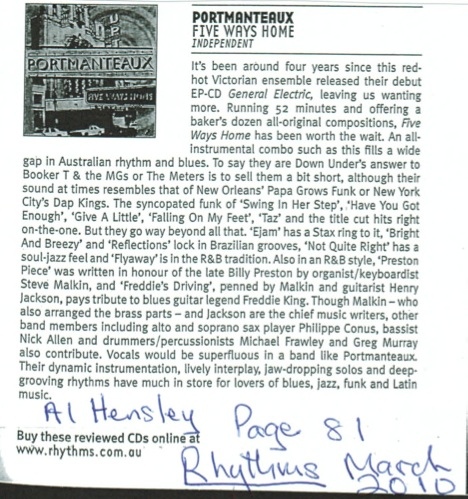 PORTMANTEAUX
FIVE WAYS HOME
INDEPENDENT
PORTMANTEAUX
FIVE WAYS HOME
It's been around four years since this red-
hot Victorian ensemble released their debut
EP-CD General Electric, leaving us wanting
more. Running 52 minutes and offering a
baker's dozen all-original compositions, Five
Ways Home has been worth the wait. An all-
instrumental combo such as this fills a wide
gap in Australian rhythm and blues. To say they are Down Under's answer to
Booker T & the MGs or The Meters is to sell them a bit short, although their
sound at times resembles that of New Orleans' Papa Grows Funk or New York
City's Dap Kings. The syncopated funk of 'Swing In Her Step', 'Have You Got
Enough', 'Give A Little', 'Falling On My Feet', 'Taz' and the title cut hits right
on-the-one. But they go way beyond all that. 'Ejam' has a Stax ring to it, 'Bright
And Breezy' and 'Reflections' lock in Brazilian grooves, 'Not Quite Right' has a
soul-jazz feel and 'Flyaway' is in the R&B tradition. Also in an R&B style, 'Preston
Piece' was written in honour of the late Billy Preston by organist/keyboardist
Steve Malkin, and 'Freddie's Driving', penned by Malkin and guitarist Henry
Jackson, pays tribute to blues guitar legend Freddie King. Though Malkin – who
also arranged the brass parts – and Jackson are the chief music writers, other
band members including alto and soprano sax player Philippe Conus, bassist
Nick Allen and drummers/percussionists Michael Frawley and Greg Murray
also contribute. Vocals would be superfluous in a band like Portmanteaux.
Their dynamic instrumentation, lively interplay, jaw-dropping solos and deep-
grooving rhythms have much in store for lovers of blues, jazz, funk and Latin
music.
Al Hensley Page 81
Buy these reviewed CDs online at
www.rhythms.com.au
Rhythms March
2010